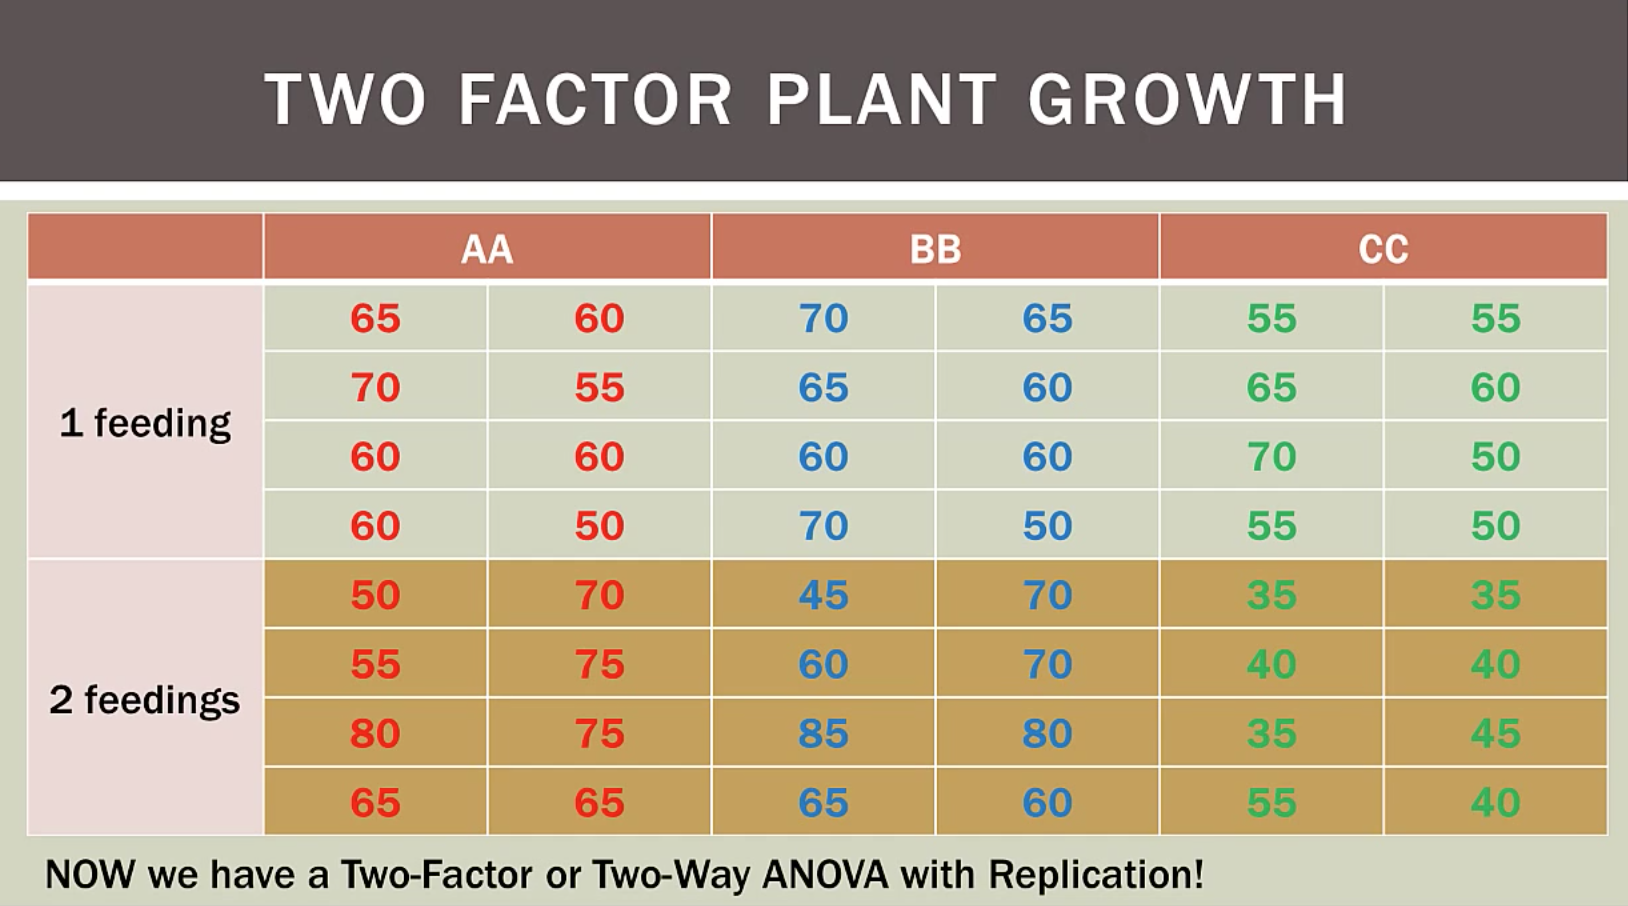 TWO FACTOR PLANT GROWTH
AA BB CC
1 feeding
65 60 70 65 55 55
70 55 65 60 65 60
60 60 60 60 70 50
60 50 70 50 55 50
2 feedings
50 70 45 70 35 35
55 75 60 70 40 40
80 75 85 80 35 45
65 65 65 60 55 40
NOW we have a Two-Factor or Two-Way ANOVA with Replication!